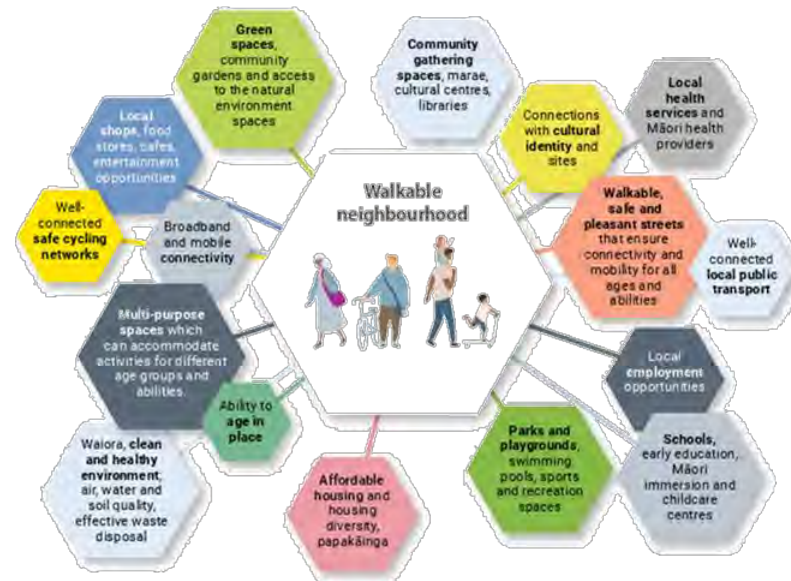 Green
spaces,
community
gardens and access
to the natural
environment
spaces
Community
gathering
spaces, marae,
cultural centres,
libraries
Local
health
services and
Māori health
providers
Connections
with cultural
identity and
sites
Local
shops, food
stores, cafes,
entertainment
opportunities
Walkable
neighbourhood
Walkable,
safe and
pleasant streets
that ensure
connectivity and
mobility for all
ages and
abilities
Well-
connected
safe cycling
networks
Broadband
and mobile
connectivity
Well-
connected
local public
transport
Multi-purpose
spaces which
can accommodate
activities for different
age groups and
abilities
Local
employment
opportunities
Ability to
age in
place
Waiora, clean
and healthy
environment,
air, water and
soil quality,
effective waste
disposal
Affordable
housing and
housing
diversity,
papakāinga
Parks and
playgrounds,
swimming
pools, sports
and recreation
spaces
Schools,
early education,
Māori
immersion and
childcare
centres